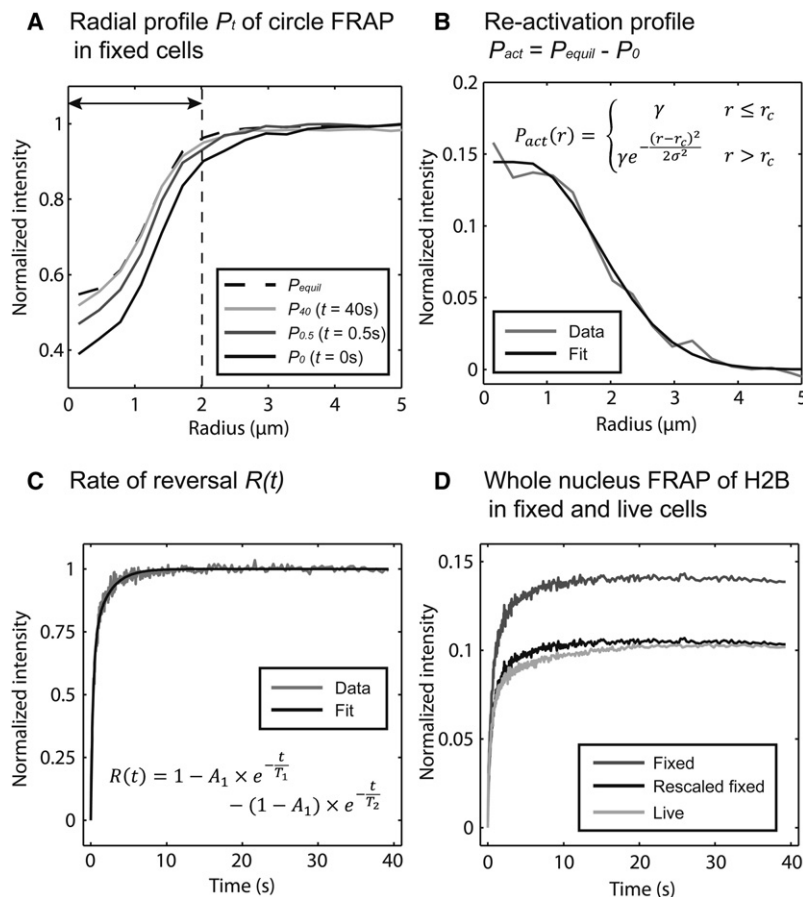 A Radial profile Pt of circle FRAP
in fixed cells
Normalized intensity
1
0.8
0.6
0.4
Pequil
P40 (t = 40s)
P0.5 (t = 0.5s)
P0 (t = 0s)
0 1 2 3 4 5
Radius (µm)
B Re-activation profile
Pact = Pequil - P0
Normalized intensity
0.2
0.15
0.1
0.05
0
Pact(r) = { γ r ≤ rc
γe^(-(r-rc)²/2σ²) r > rc
Data
Fit
0 1 2 3 4 5
Radius (µm)
C Rate of reversal R(t)
Normalized intensity
1
0.75
0.5
0.25
0
Data
Fit
R(t) = 1 − A1 × e^(-t/T1)
− (1 − A1) × e^(-t/T2)
0 10 20 30 40
Time (s)
D Whole nucleus FRAP of H2B
in fixed and live cells
Normalized intensity
0.15
0.1
0.05
0
Fixed
Rescaled fixed
Live
0 10 20 30 40
Time (s)